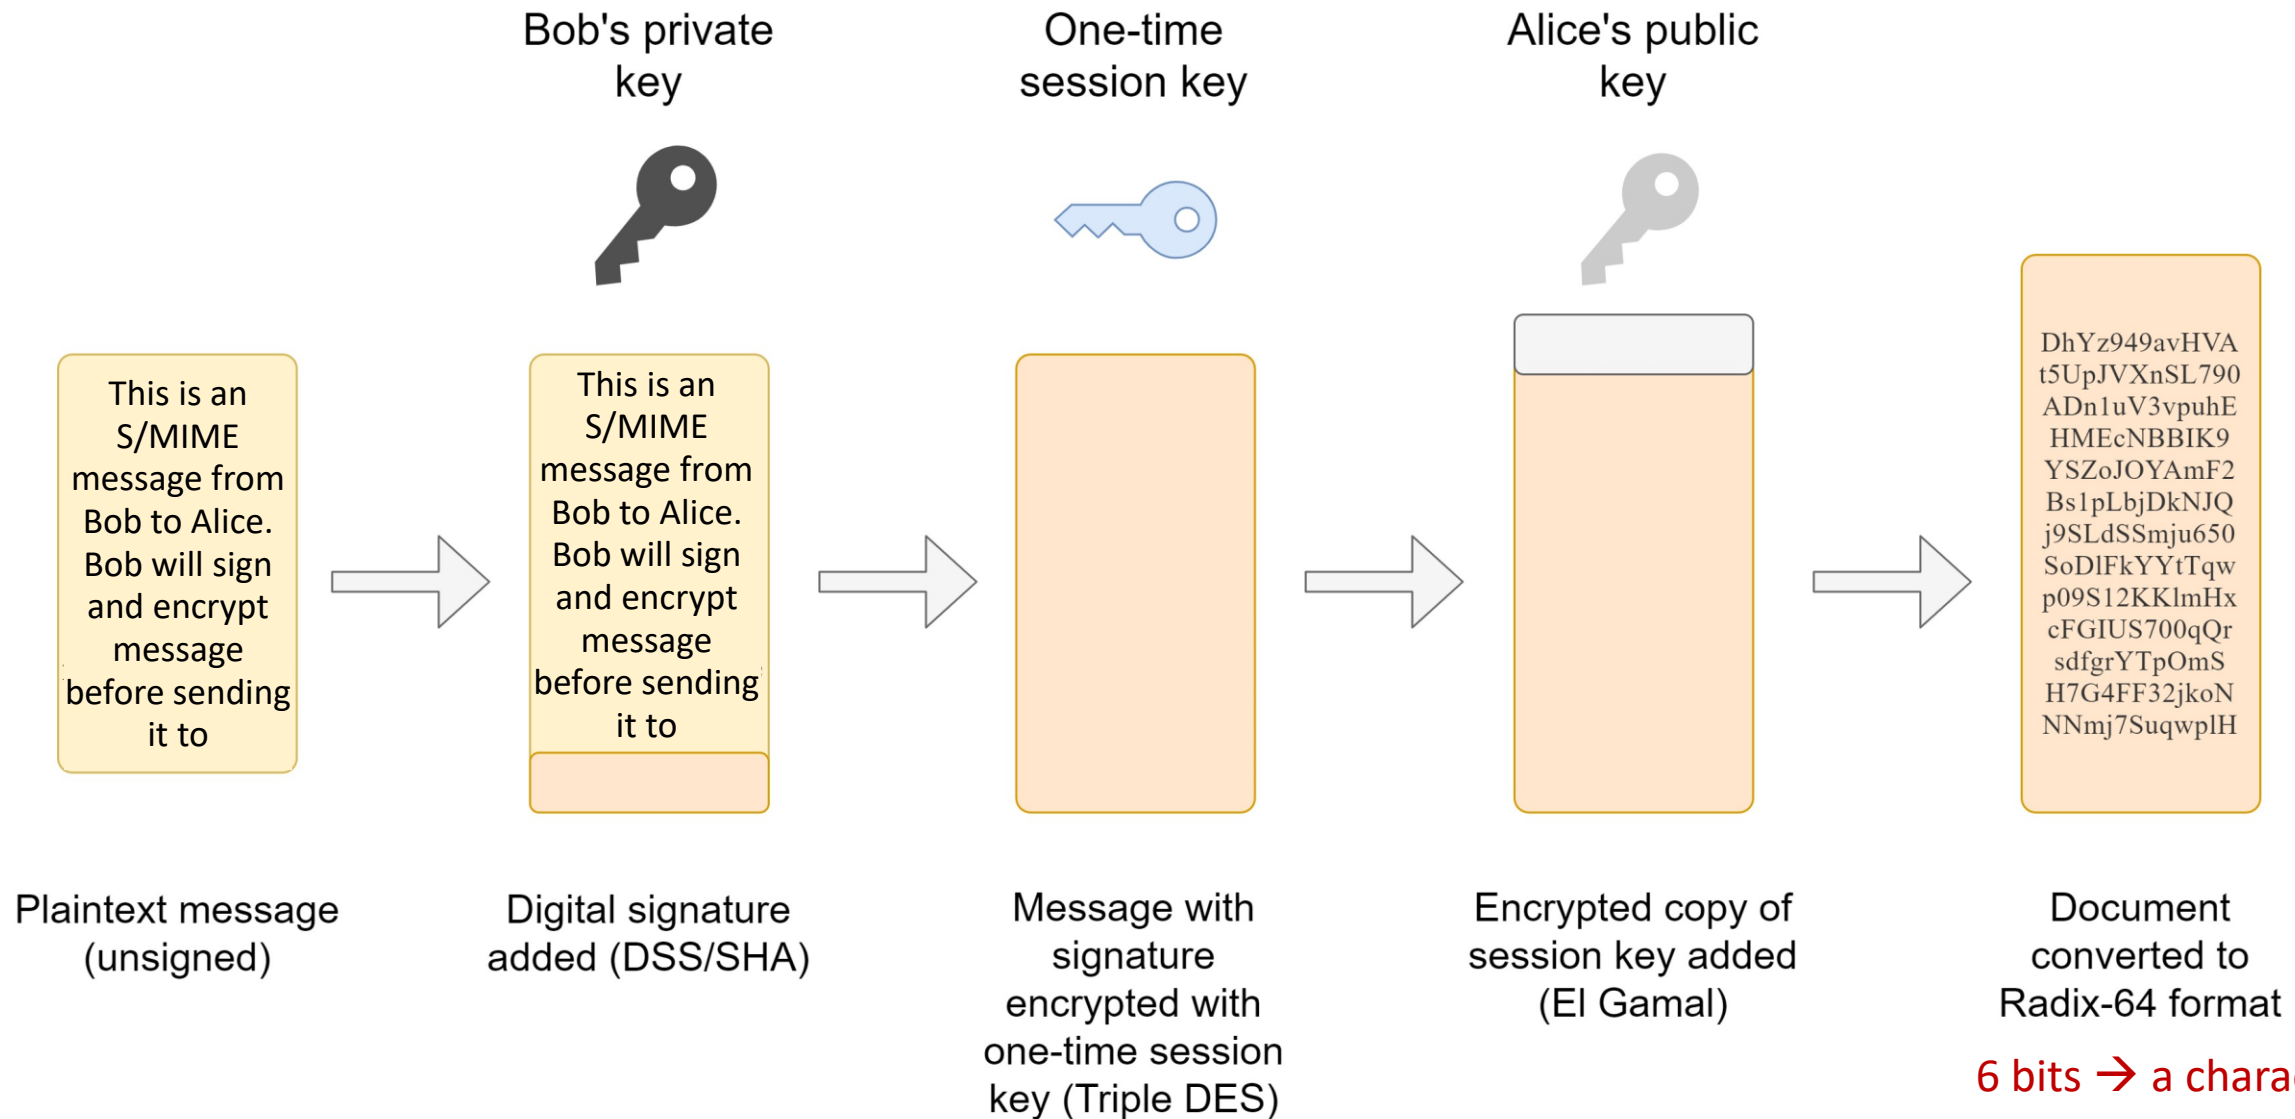 Bob's private
key
One-time
session key
Alice's public
key
This is an
S/MIME
message from
Bob to Alice.
Bob will sign
and encrypt
message
before sending
it to
This is an
S/MIME
message from
Bob to Alice.
Bob will sign
and encrypt
message
before sending
it to
DhYz949avHVA
t5UpJVXnSL790
ADn1uV3vpuhE
HMEcNBBIK9
YSZoJOYAmF2
Bs1pLbjDkNJQ
j9SLdSSmju650
SoDlFkYYtTqw
p09S12KKlmHx
cFGIUS700qQr
sdfgrYTpOmS
H7G4FF32jkoN
NNmj7SuqwplH
Plaintext message
(unsigned)
Digital signature
added (DSS/SHA)
Message with
signature
encrypted with
one-time session
key (Triple DES)
Encrypted copy of
session key added
(El Gamal)
Document
converted to
Radix-64 format
6 bits → a